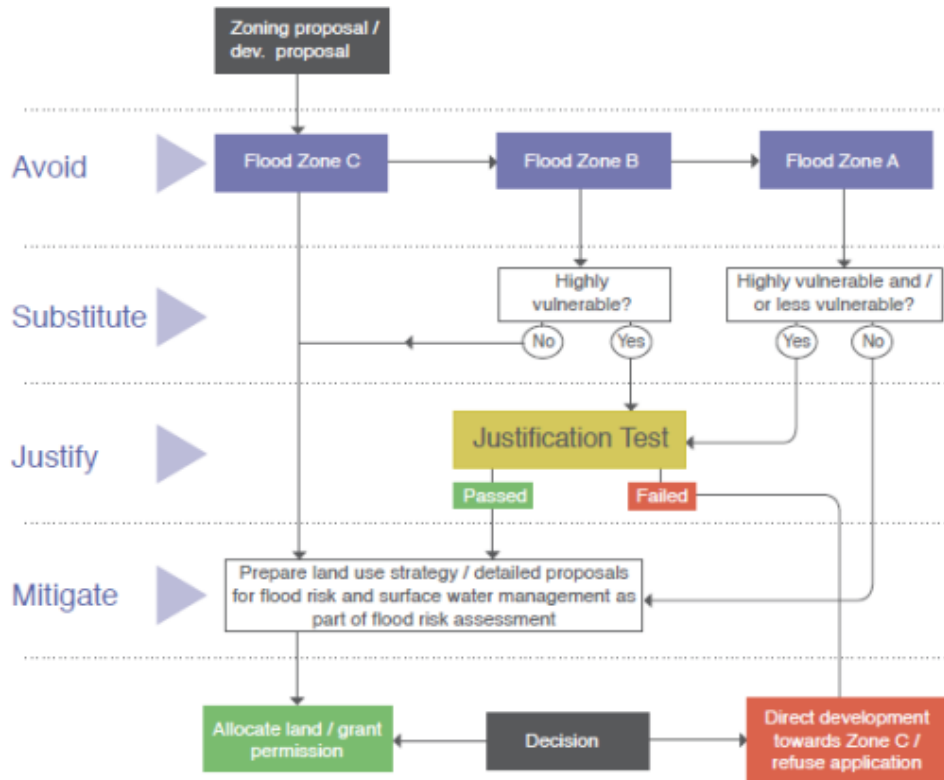 Zoning proposal /
dev. proposal
Avoid
Flood Zone C
Flood Zone B
Flood Zone A
Substitute
Highly
vulnerable?
Highly vulnerable and /
or less vulnerable?
No
Yes
Yes
No
Justify
Justification Test
Passed
Failed
Mitigate
Prepare land use strategy / detailed proposals
for flood risk and surface water management as
part of flood risk assessment
Allocate land / grant
permission
Decision
Direct development
towards Zone C /
refuse application